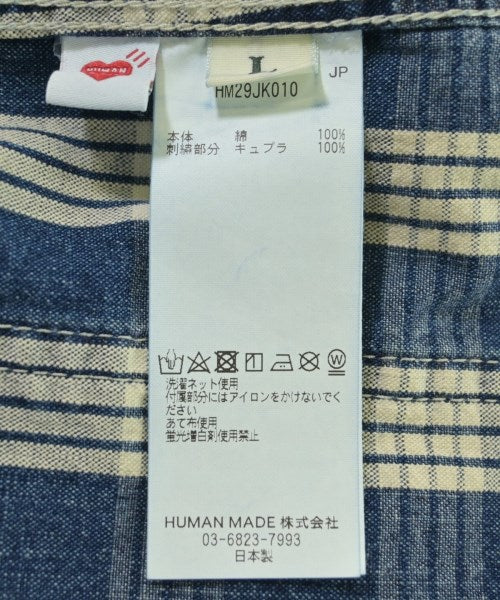 HUMAN
L
JP
HM29JK010
本体 綿 100%
刺繍部分 キュプラ 100%
洗濯ネット使用
付属部分にはアイロンをかけないでく
ださい
あて布使用
蛍光増白剤使用禁止
HUMAN MADE 株式会社
03-6823-7993
日本製